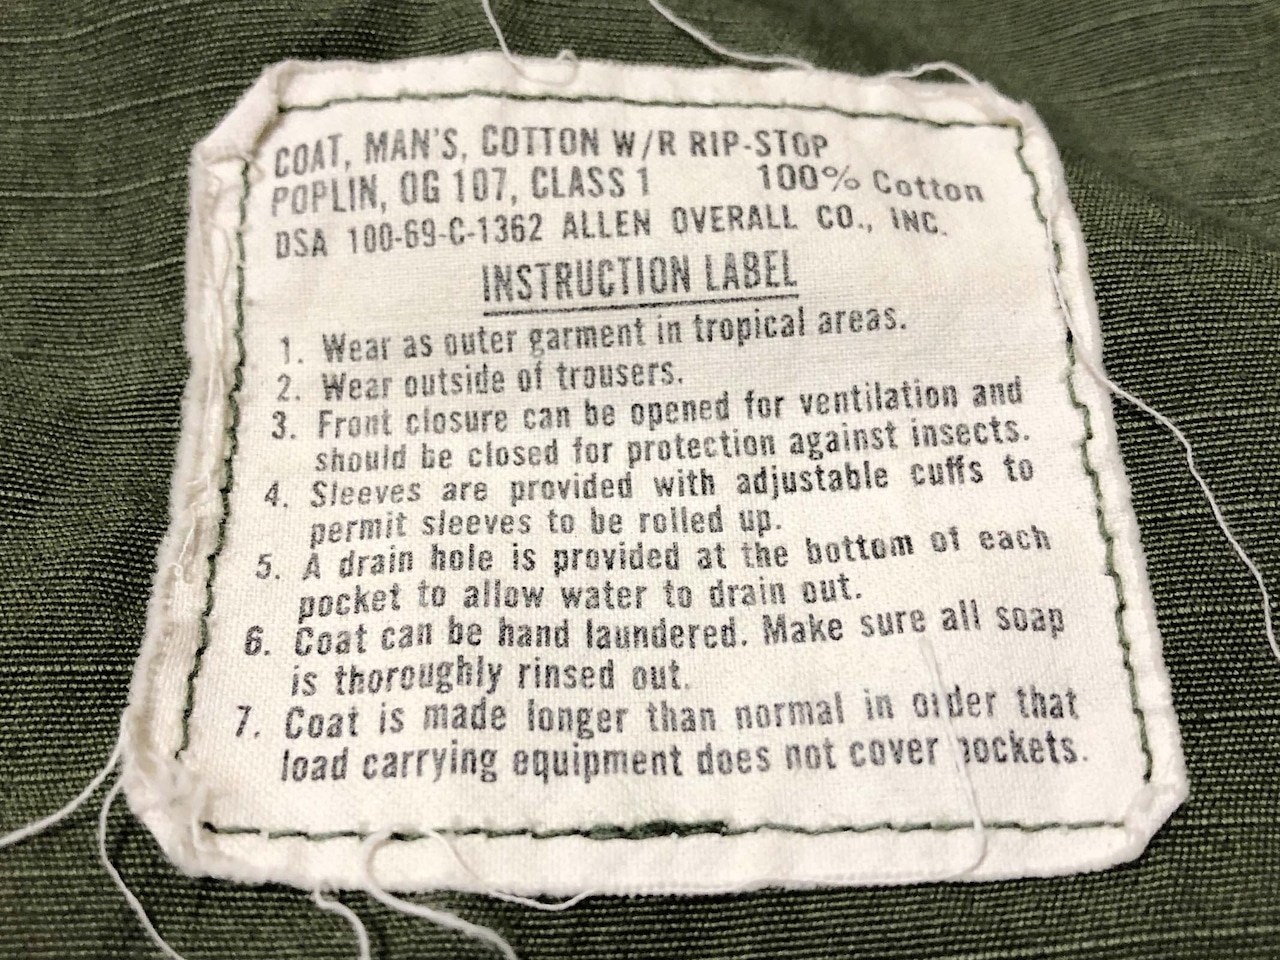 COAT, MAN'S, COTTON W/R RIP-STOP
POPLIN, OG 107, CLASS 1 100% Cotton
DSA 100-69-C-1362 ALLEN OVERALL CO., INC.
INSTRUCTION LABEL
1. Wear as outer garment in tropical areas.
2. Wear outside of trousers.
3. Front closure can be opened for ventilation and
should be closed for protection against insects.
4. Sleeves are provided with adjustable cuffs to
permit sleeves to be rolled up.
5. A drain hole is provided at the bottom of each
pocket to allow water to drain out.
6. Coat can be hand laundered. Make sure all soap
is thoroughly rinsed out.
7. Coat is made longer than normal in order that
load carrying equipment does not cover pockets.